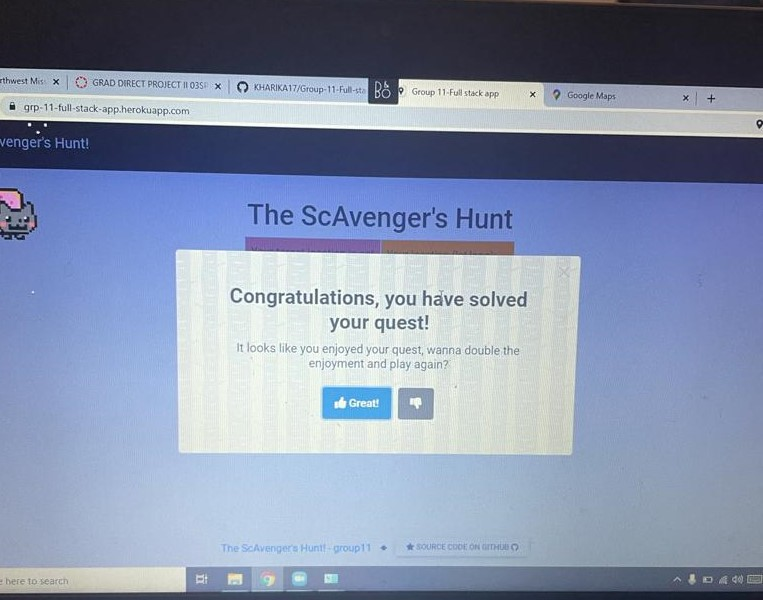 rthwest Mis
GRAD DIRECT PROJECT II 03SP
KHARIKA17/Group-11-Full-sta
Group 11-Full stack app
Google Maps
grp-11-full-stack-app.herokuapp.com
venger's Hunt!
The ScAvenger's Hunt
Congratulations, you have solved
your quest!
It looks like you enjoyed your quest, wanna double the
enjoyment and play again?
Great!
The ScAvenger's Hunt! - group11
SOURCE CODE ON GITHUB
here to search